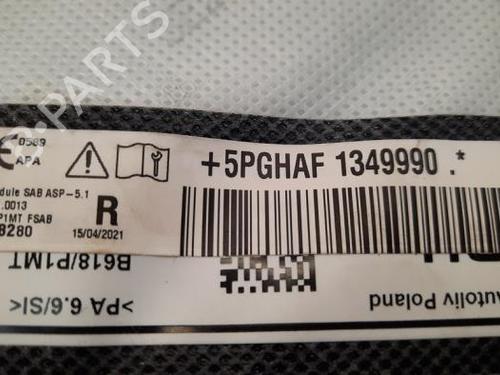 B-PARTS
0589
APA
+5PGHAF 1349990 .*
dule SAB ASP-5.1
.0013
P1MT FSAB
8280
R
15/04/2021
B618/P1MT
>PA 6.6/SI<
Autoliv Poland